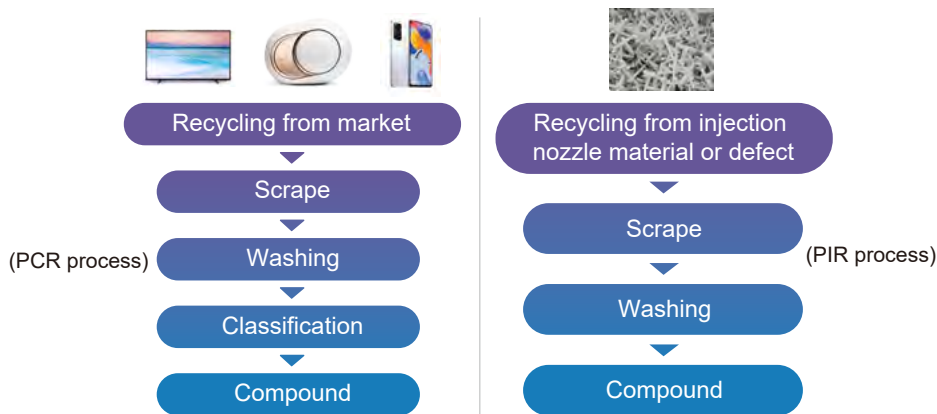 Recycling from market
Scrape
Washing
Classification
Compound
(PCR process)
Recycling from injection
nozzle material or defect
Scrape
Washing
Compound
(PIR process)